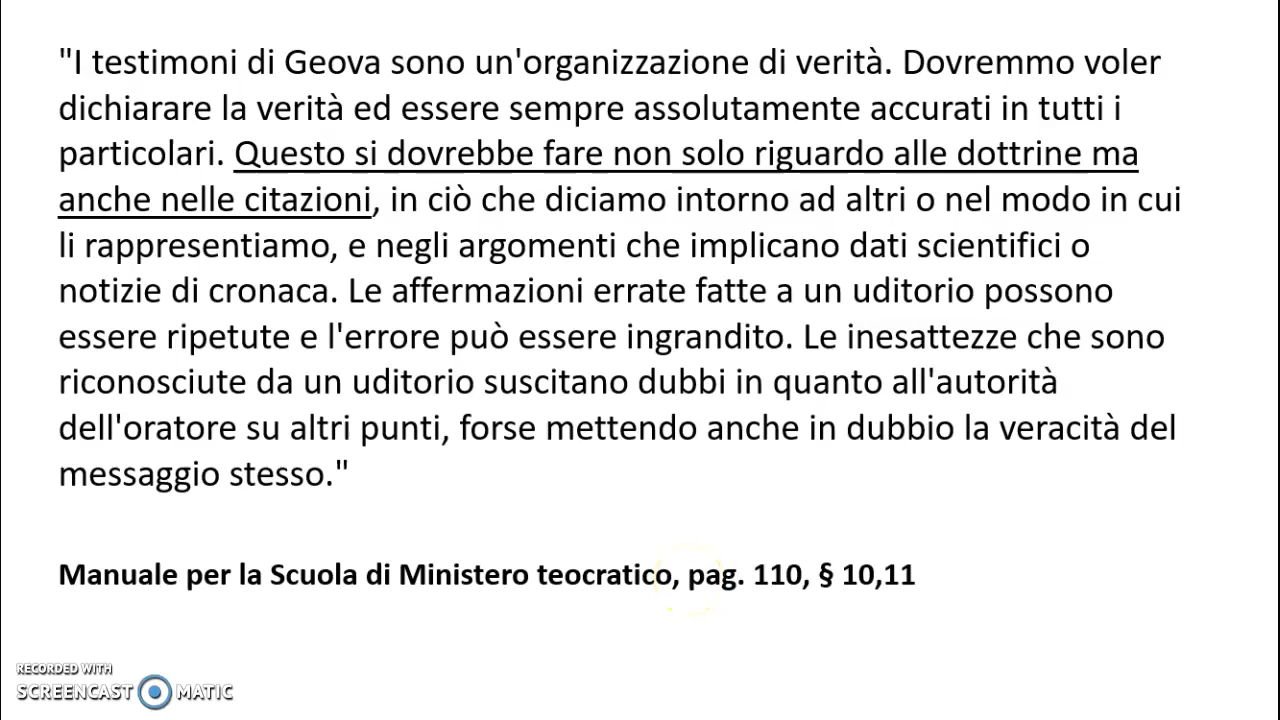 "I testimoni di Geova sono un'organizzazione di verità. Dovremmo voler
dichiarare la verità ed essere sempre assolutamente accurati in tutti i
particolari. Questo si dovrebbe fare non solo riguardo alle dottrine ma
anche nelle citazioni, in ciò che diciamo intorno ad altri o nel modo in cui
li rappresentiamo, e negli argomenti che implicano dati scientifici o
notizie di cronaca. Le affermazioni errate fatte a un uditorio possono
essere ripetute e l'errore può essere ingrandito. Le inesattezze che sono
riconosciute da un uditorio suscitano dubbi in quanto all'autorità
dell'oratore su altri punti, forse mettendo anche in dubbio la veracità del
messaggio stesso."
Manuale per la Scuola di Ministero teocratico, pag. 110, § 10,11
RECORDED WITH
SCREENCAST MATIC